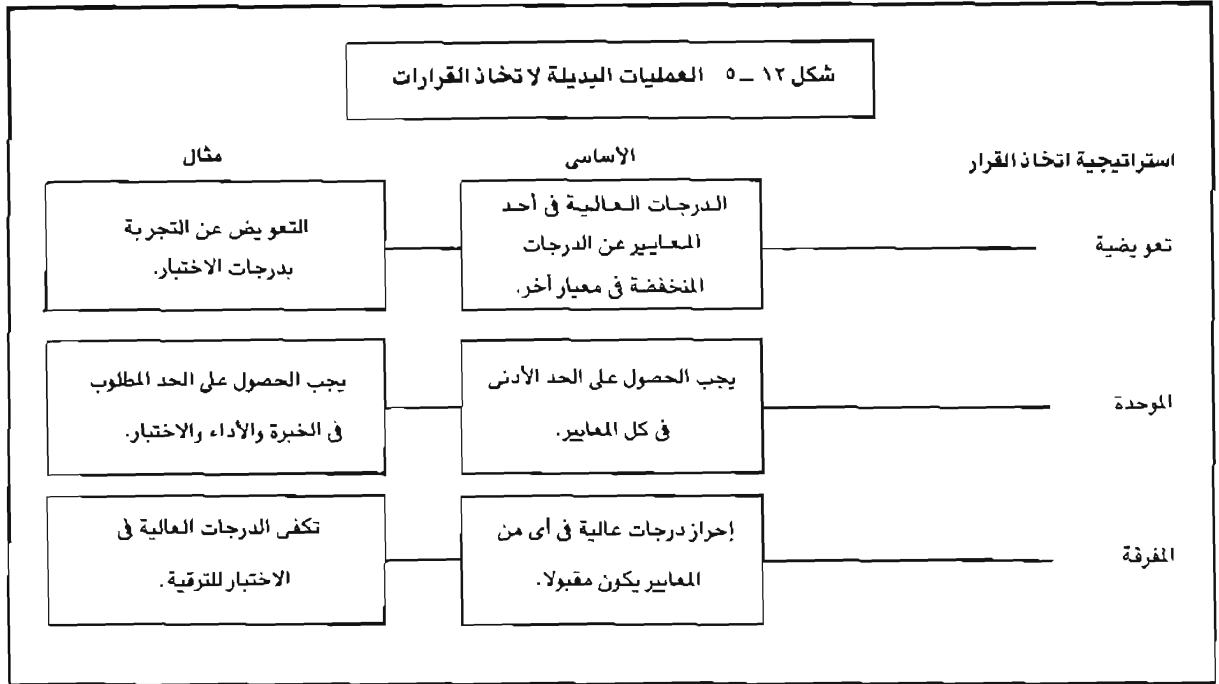 شكل ١٢ ــ ٥ العمليات البديلة لاتخاذ القرارات
استراتيجية اتخاذ القرار
الأساسى
مثال
تعويضية
الدرجات العالية فى أحد
المعايير عن الدرجات
المنخفضة فى معيار أخر.
التعويض عن التجربة
بدرجات الاختبار.
الموحدة
يجب الحصول على الحد الأدنى
فى كل المعايير.
يجب الحصول على الحد المطلوب
فى الخبرة والأداء والاختبار.
المفرقة
إحراز درجات عالية فى أى من
المعايير يكون مقبولا.
تكفى الدرجات العالية فى
الاختبار للترقية.